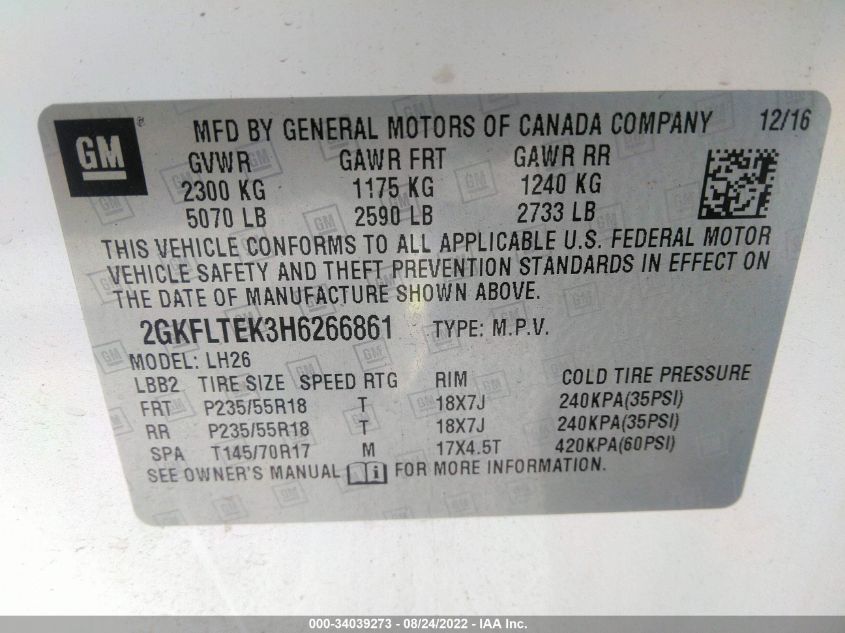 GM
® MFD BY GENERAL MOTORS OF CANADA COMPANY 12/16
GVWR GAWR FRT GAWR RR
2300 KG 1175 KG 1240 KG
5070 LB 2590 LB 2733 LB
THIS VEHICLE CONFORMS TO ALL APPLICABLE U.S. FEDERAL MOTOR
VEHICLE SAFETY AND THEFT PREVENTION STANDARDS IN EFFECT ON
THE DATE OF MANUFACTURE SHOWN ABOVE.
2GKFLTEK3H6266861 TYPE: M.P.V.
MODEL: LH26
LBB2 TIRE SIZE SPEED RTG RIM COLD TIRE PRESSURE
FRT P235/55R18 T 18X7J 240KPA(35PSI)
RR P235/55R18 T 18X7J 240KPA(35PSI)
SPA T145/70R17 M 17X4.5T 420KPA(60PSI)
SEE OWNER'S MANUAL i FOR MORE INFORMATION.
000-34039273 - 08/24/2022 - IAA Inc.